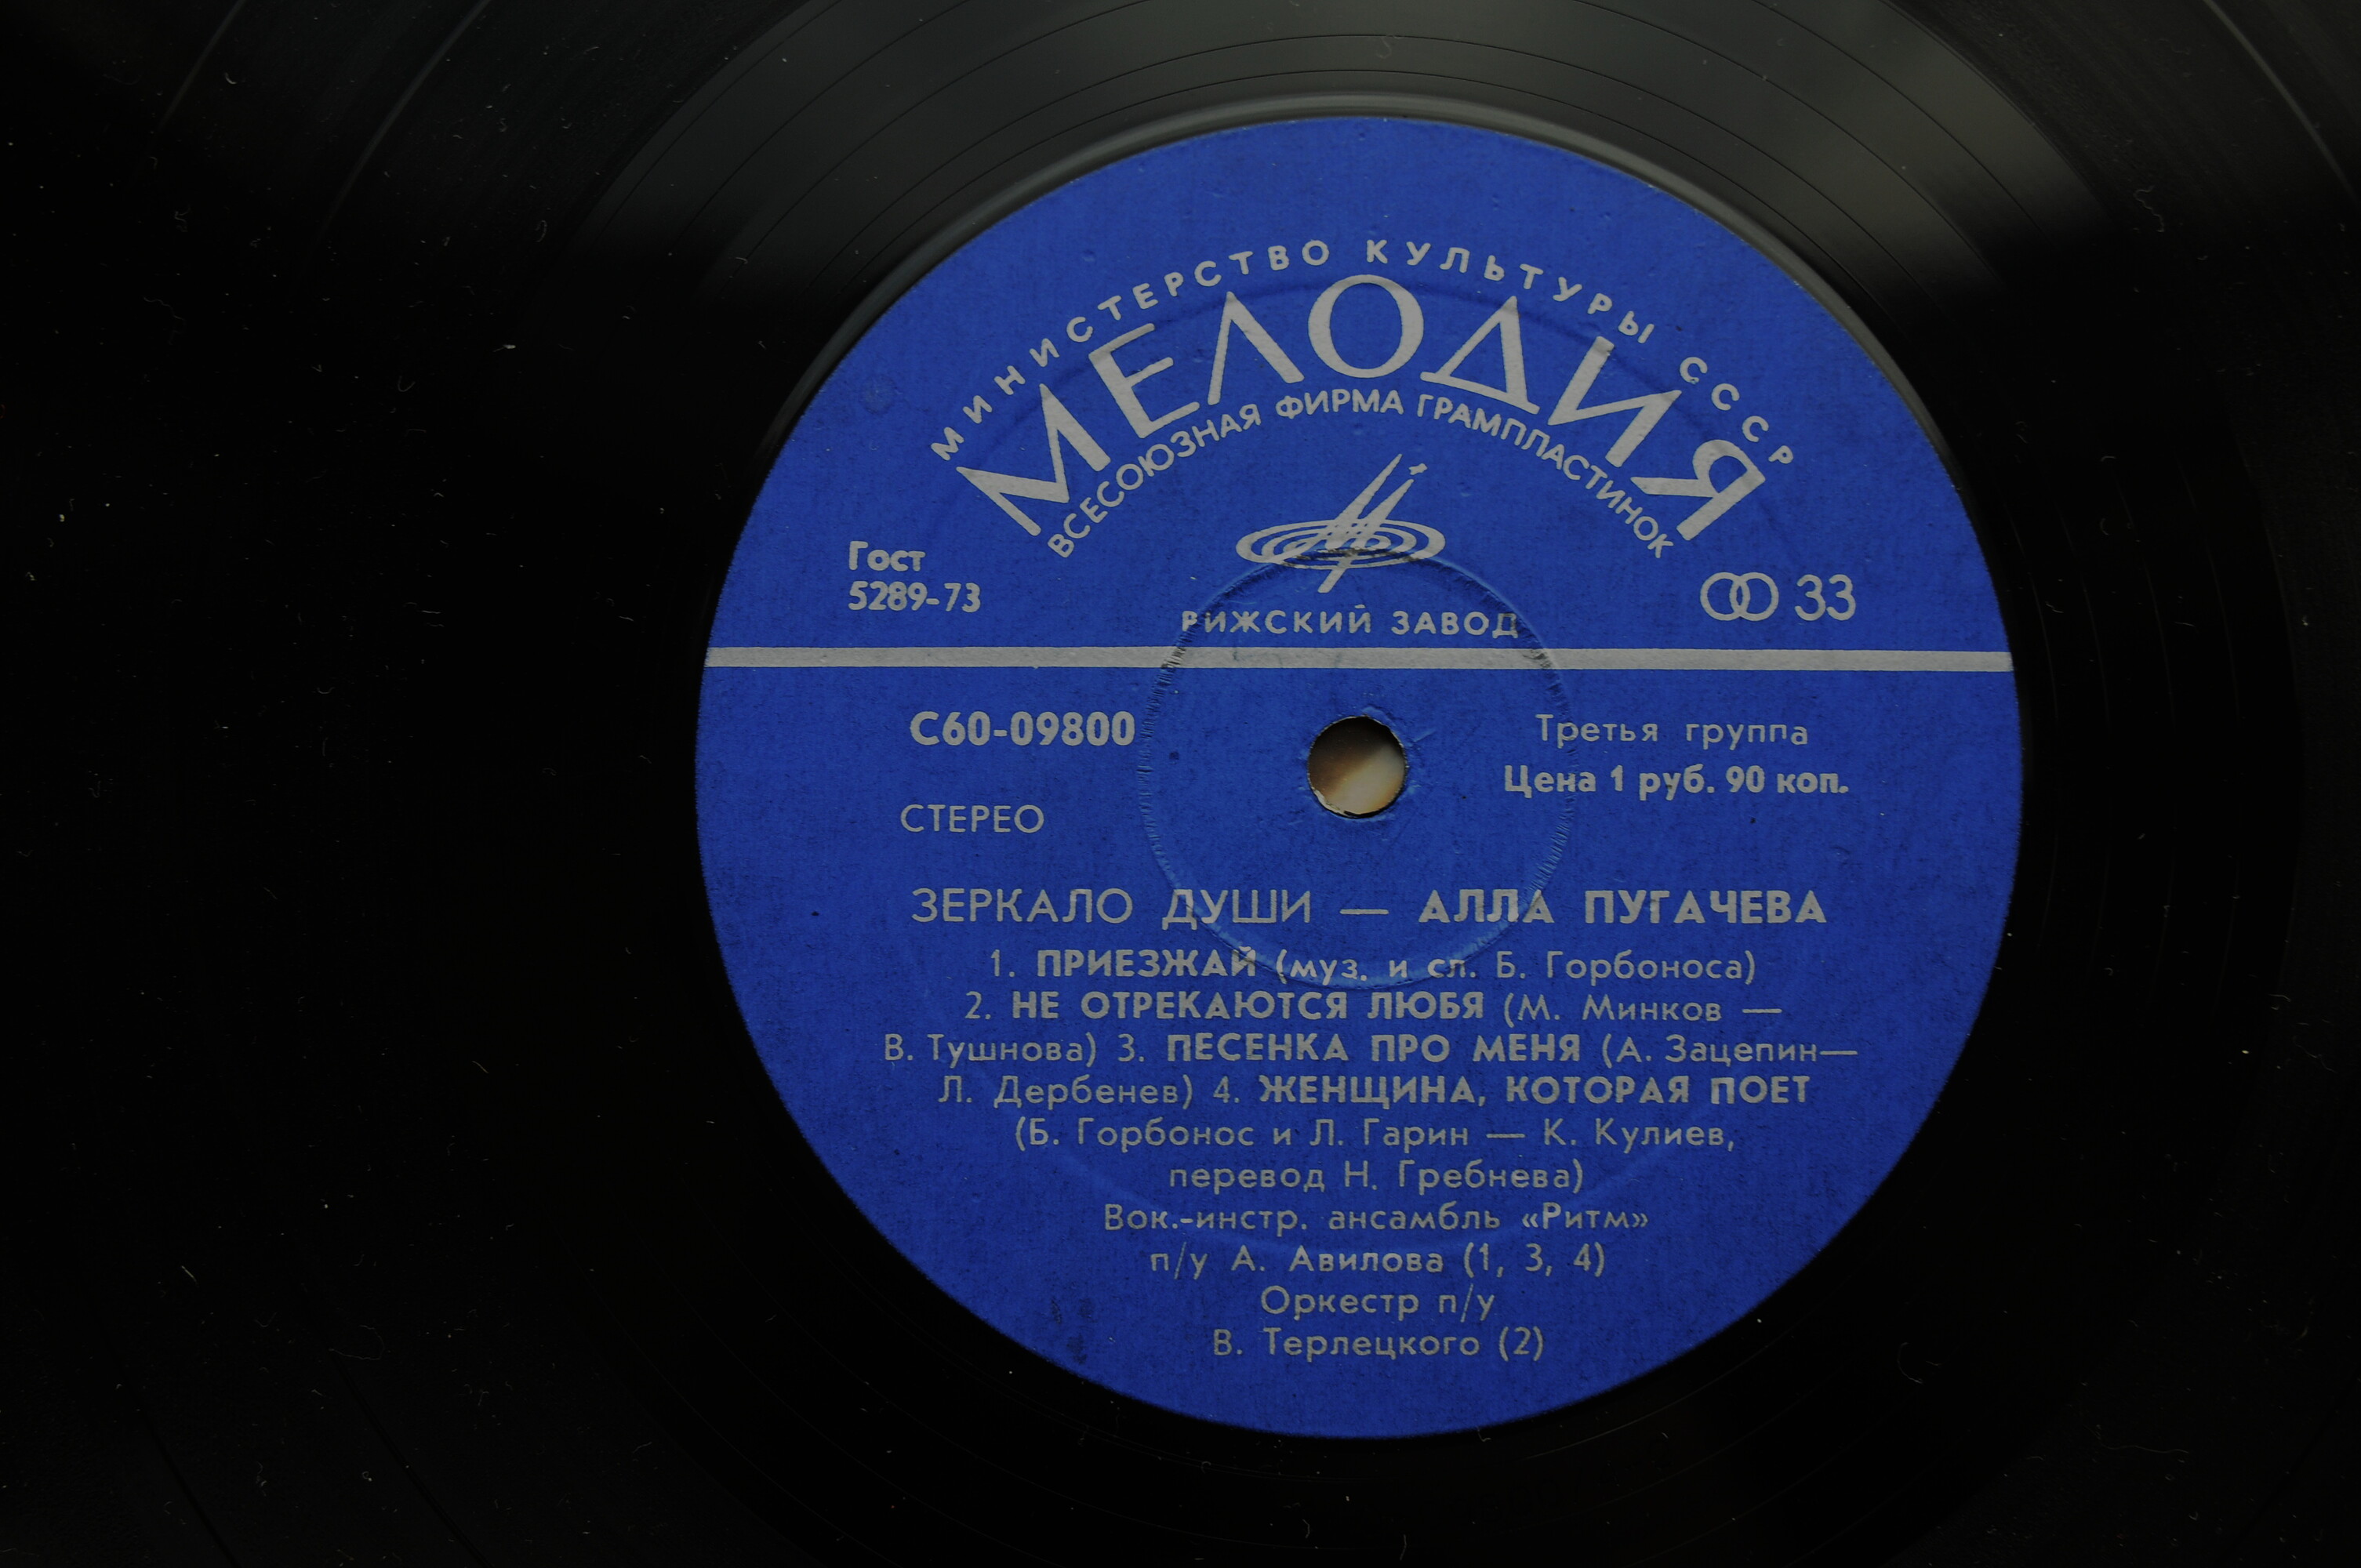 МИНИСТЕРСТВО КУЛЬТУРЫ СССР
МЕЛОДИЯ
ВСЕСОЮЗНАЯ ФИРМА ГРАМПЛАСТИНОК
Гост
5289-73
33
РИЖСКИЙ ЗАВОД
С60-09800
Третья группа
Цена 1 руб. 90 коп.
СТЕРЕО
ЗЕРКАЛО ДУШИ — АЛЛА ПУГАЧЕВА
1. ПРИЕЗЖАЙ (муз. и сл. Б. Горбоноса)
2. НЕ ОТРЕКАЮТСЯ ЛЮБЯ (М. Минков —
В. Тушнова) 3. ПЕСЕНКА ПРО МЕНЯ (А. Зацепин—
Л. Дербенев) 4. ЖЕНЩИНА, КОТОРАЯ ПОЕТ
(Б. Горбонос и Л. Гарин — К. Кулиев,
перевод Н. Гребнева)
Вок.-инстр. ансамбль «Ритм»
п/у А. Авилова (1, 3, 4)
Оркестр п/у
В. Терлецкого (2)